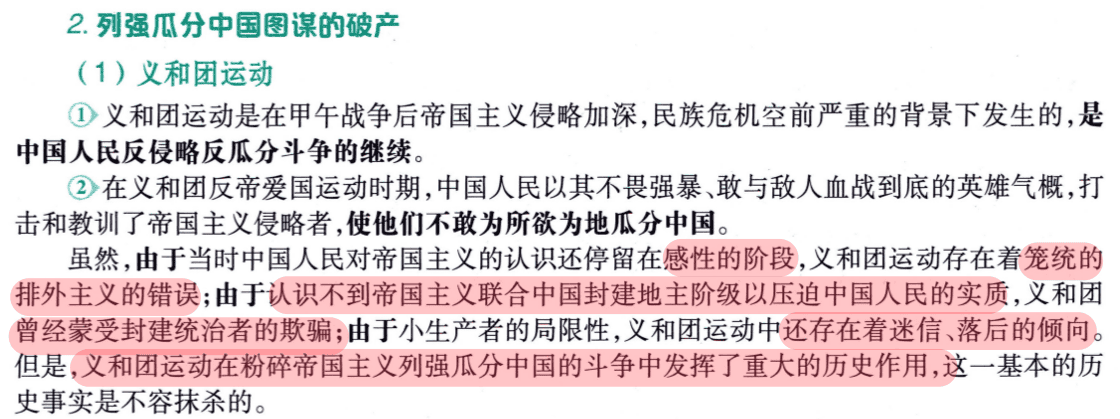 2. 列强瓜分中国图谋的破产
（1）义和团运动
① 义和团运动是在甲午战争后帝国主义侵略加深,民族危机空前严重的背景下发生的,是
中国人民反侵略反瓜分斗争的继续。
② 在义和团反帝爱国运动时期,中国人民以其不畏强暴、敢与敌人血战到底的英雄气概,打
击和教训了帝国主义侵略者,使他们不敢为所欲为地瓜分中国。
虽然,由于当时中国人民对帝国主义的认识还停留在感性的阶段,义和团运动存在着笼统的
排外主义的错误;由于认识不到帝国主义联合中国封建地主阶级以压迫中国人民的实质,义和团
曾经蒙受封建统治者的欺骗;由于小生产者的局限性,义和团运动中还存在着迷信、落后的倾向。
但是,义和团运动在粉碎帝国主义列强瓜分中国的斗争中发挥了重大的历史作用,这一基本的历
史事实是不容抹杀的。